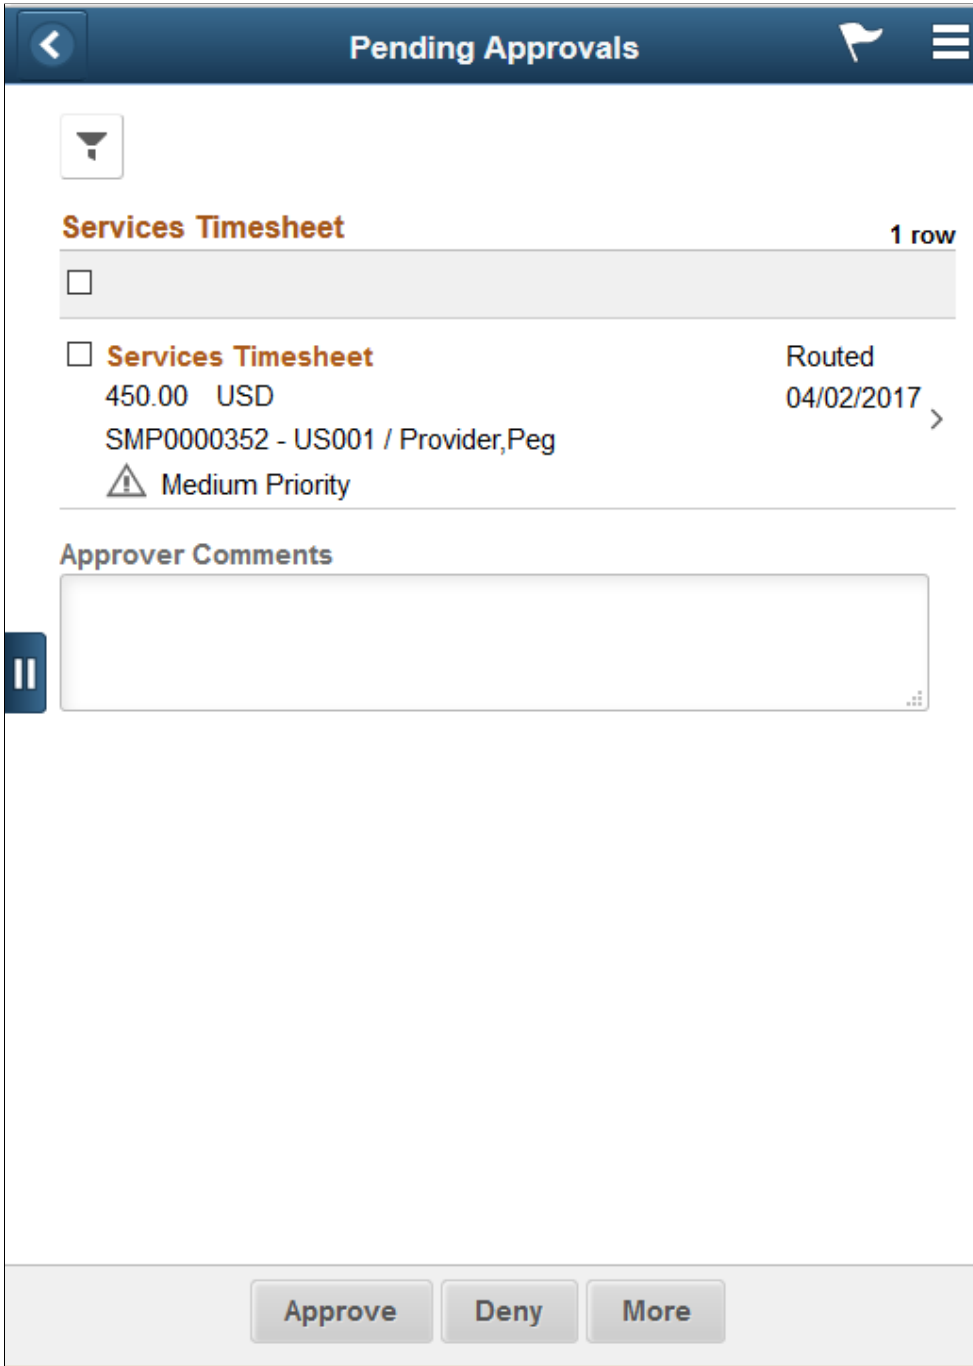 Pending Approvals
Services Timesheet
1 row
Services Timesheet
Routed
450.00 USD
04/02/2017
SMP0000352 - US001 / Provider,Peg
Medium Priority
Approver Comments
Approve
Deny
More